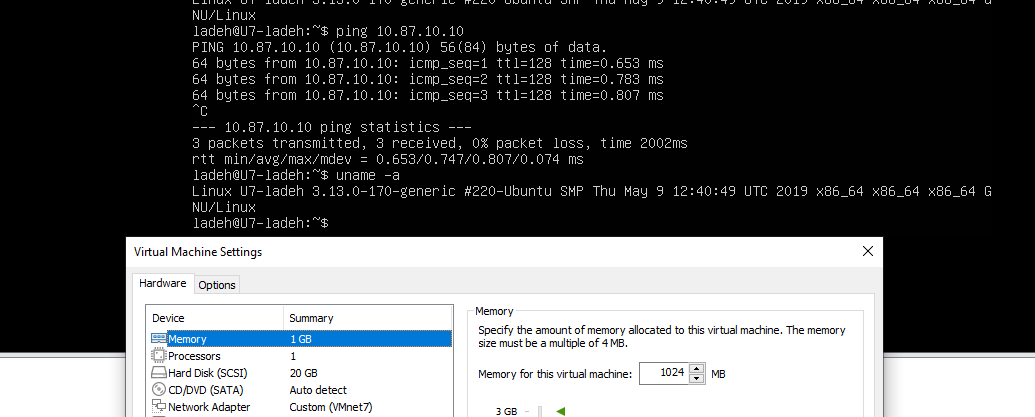 Linux U7-ladeh 3.13.0-170-generic #220-Ubuntu SMP Thu May 9 12:40:49 UTC 2019 x86_64 x86_64 x86_64 G
NU/Linux
ladeh@U7-ladeh:~$ ping 10.87.10.10
PING 10.87.10.10 (10.87.10.10) 56(84) bytes of data.
64 bytes from 10.87.10.10: icmp_seq=1 ttl=128 time=0.653 ms
64 bytes from 10.87.10.10: icmp_seq=2 ttl=128 time=0.783 ms
64 bytes from 10.87.10.10: icmp_seq=3 ttl=128 time=0.807 ms
^C
--- 10.87.10.10 ping statistics ---
3 packets transmitted, 3 received, 0% packet loss, time 2002ms
rtt min/avg/max/mdev = 0.653/0.747/0.807/0.074 ms
ladeh@U7-ladeh:~$ uname -a
Linux U7-ladeh 3.13.0-170-generic #220-Ubuntu SMP Thu May 9 12:40:49 UTC 2019 x86_64 x86_64 x86_64 G
NU/Linux
ladeh@U7-ladeh:~$
Virtual Machine Settings
Hardware Options
Device Summary
Memory 1 GB
Processors 1
Hard Disk (SCSI) 20 GB
CD/DVD (SATA) Auto detect
Network Adapter Custom (VMnet7)
Memory
Specify the amount of memory allocated to this virtual machine. The memory
size must be a multiple of 4 MB.
Memory for this virtual machine: 1024 MB
3 GB